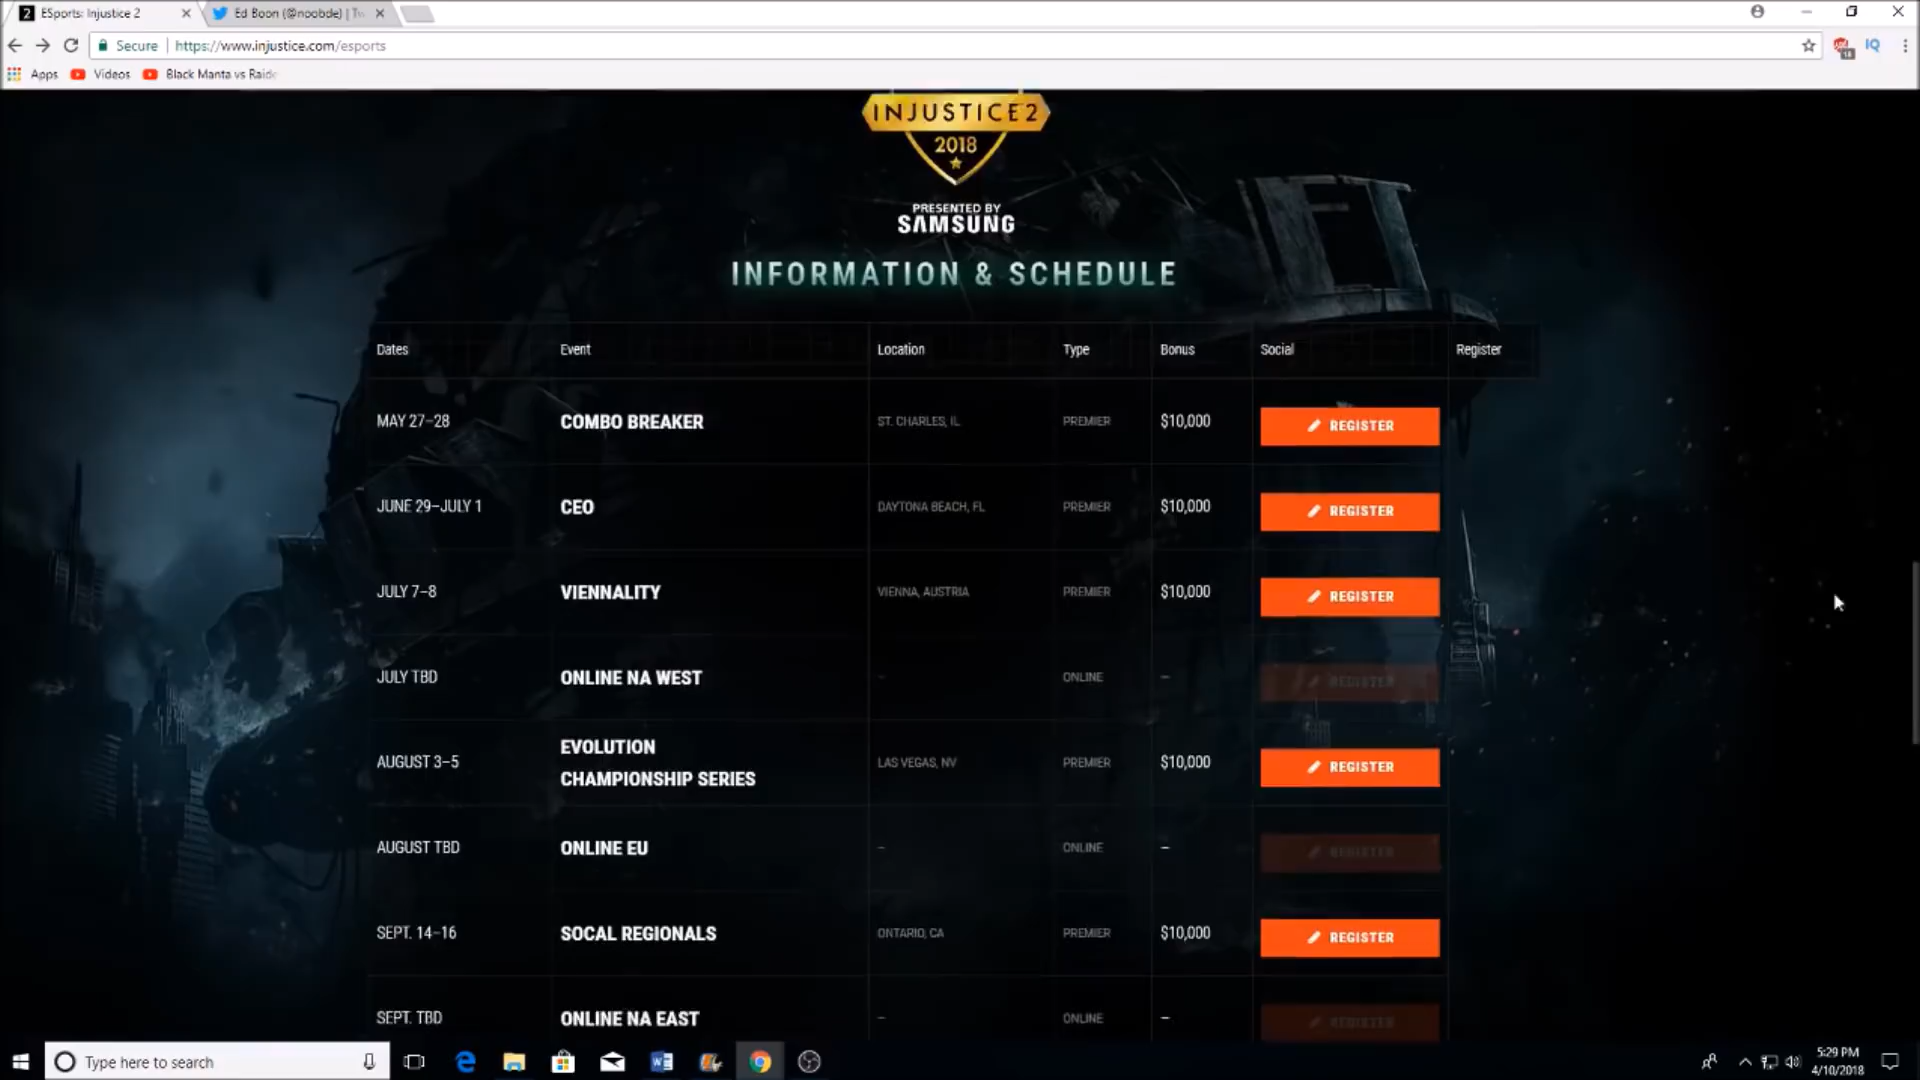 ESports: Injustice 2
Ed Boon (@noobde) | Tw
Secure | https://www.injustice.com/esports
IQ
Apps Videos Black Manta vs Raide
INJUSTICE 2
2018
PRESENTED BY
SAMSUNG
INFORMATION & SCHEDULE
Dates Event Location Type Bonus Social Register
MAY 27–28 COMBO BREAKER ST. CHARLES, IL PREMIER $10,000 REGISTER
JUNE 29–JULY 1 CEO DAYTONA BEACH, FL PREMIER $10,000 REGISTER
JULY 7–8 VIENNALITY VIENNA, AUSTRIA PREMIER $10,000 REGISTER
JULY TBD ONLINE NA WEST – ONLINE – REGISTER
EVOLUTION
AUGUST 3–5 CHAMPIONSHIP SERIES LAS VEGAS, NV PREMIER $10,000 REGISTER
AUGUST TBD ONLINE EU – ONLINE – REGISTER
SEPT. 14–16 SOCAL REGIONALS ONTARIO, CA PREMIER $10,000 REGISTER
SEPT. TBD ONLINE NA EAST – ONLINE – REGISTER
Type here to search
5:29 PM
4/10/2018